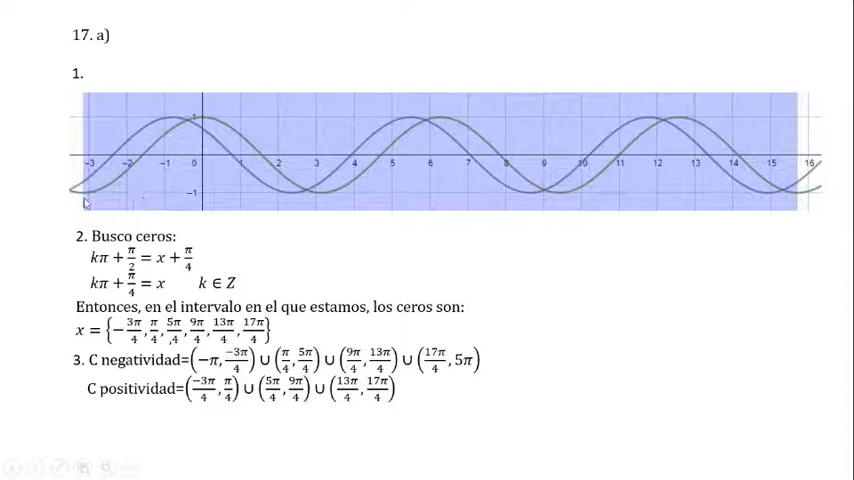 17. a)
1.
1
−3 −2 −1 0 1 2 3 4 5 6 7 8 9 10 11 12 13 14 15 16
−1
2. Busco ceros:
kπ + π/2 = x + π/4
kπ + π/4 = x k ∈ Z
Entonces, en el intervalo en el que estamos, los ceros son:
x = {−3π/4, π/4, 5π/4, 9π/4, 13π/4, 17π/4}
3. C negatividad=(−π, −3π/4) ∪ (π/4, 5π/4) ∪ (9π/4, 13π/4) ∪ (17π/4, 5π)
C positividad=(−3π/4, π/4) ∪ (5π/4, 9π/4) ∪ (13π/4, 17π/4)